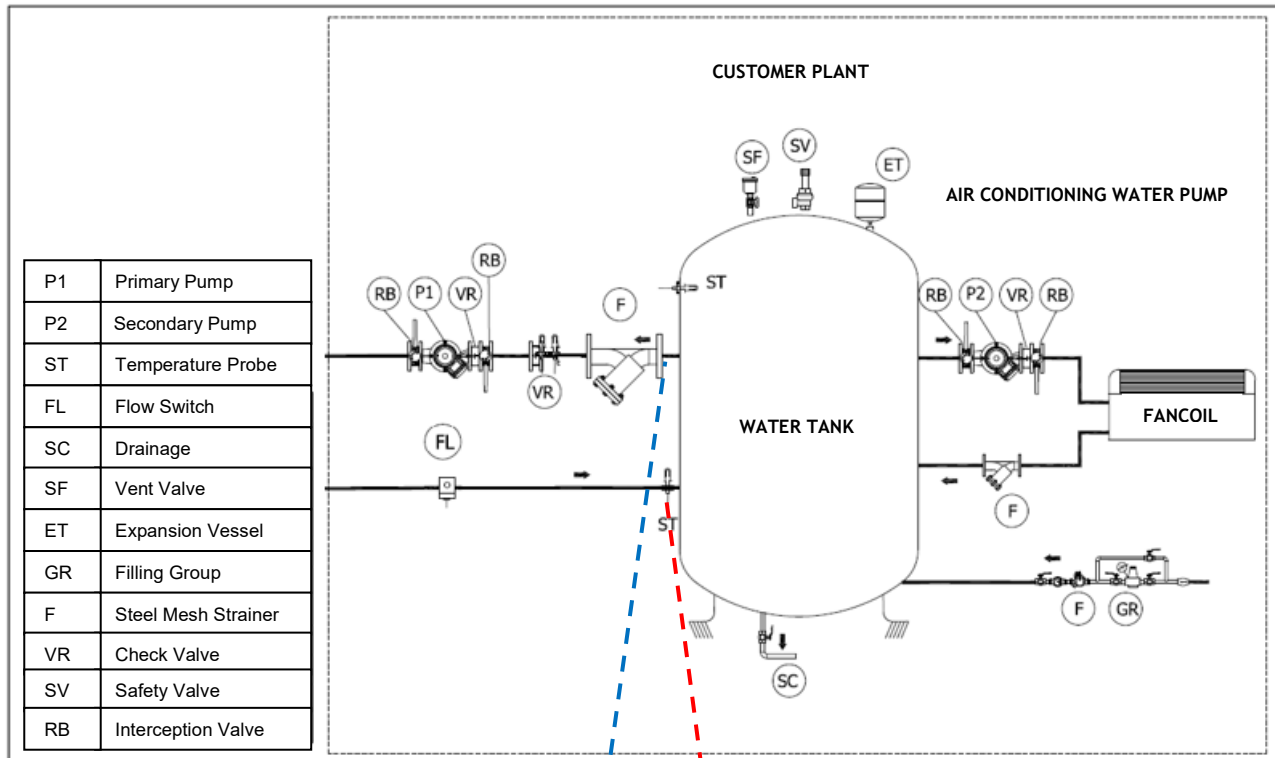 CUSTOMER PLANT
SF
SV
ET
AIR CONDITIONING WATER PUMP
P1 Primary Pump
P2 Secondary Pump
ST Temperature Probe
FL Flow Switch
SC Drainage
SF Vent Valve
ET Expansion Vessel
GR Filling Group
F Steel Mesh Strainer
VR Check Valve
SV Safety Valve
RB Interception Valve
RB
ST
RB P1 VR
F
RB P2 VR RB
VR
FANCOIL
WATER TANK
FL
F
ST
F GR
SC